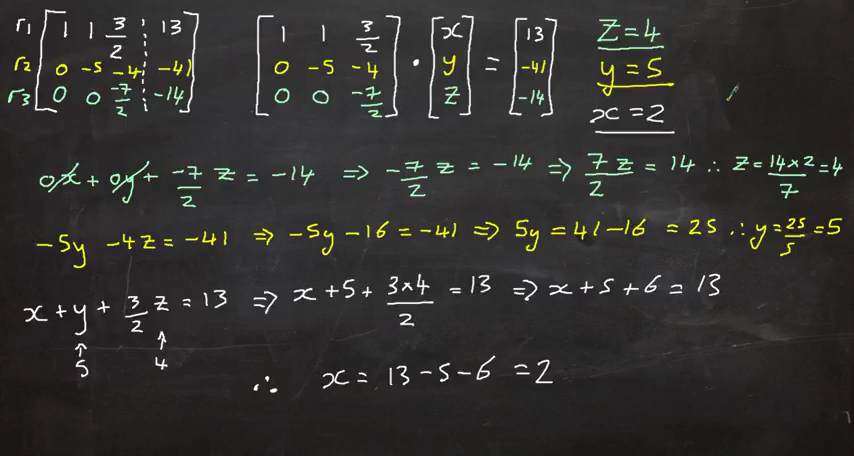 r1 [ 1 1 3/2 ¦ 13 ] [ 1 1 3/2 ] [ x ] [ 13 ] Z=4
r2 [ 0 -5 -4 ¦ -41 ] [ 0 -5 -4 ] · [ y ] = [ -41 ] y=5
r3 [ 0 0 -7/2 ¦ -14 ] [ 0 0 -7/2 ] [ z ] [ -14 ] x=2
0x + 0y + -7/2 z = -14 ⇒ -7/2 z = -14 ⇒ 7/2 z = 14 ∴ z = 14×2/7 = 4
-5y -4z = -41 ⇒ -5y -16 = -41 ⇒ 5y = 41-16 = 25 ∴ y = 25/5 = 5
x + y + 3/2 z = 13 ⇒ x + 5 + 3×4/2 = 13 ⇒ x + 5 + 6 = 13
↑ ↑
5 4
∴ x = 13 - 5 - 6 = 2